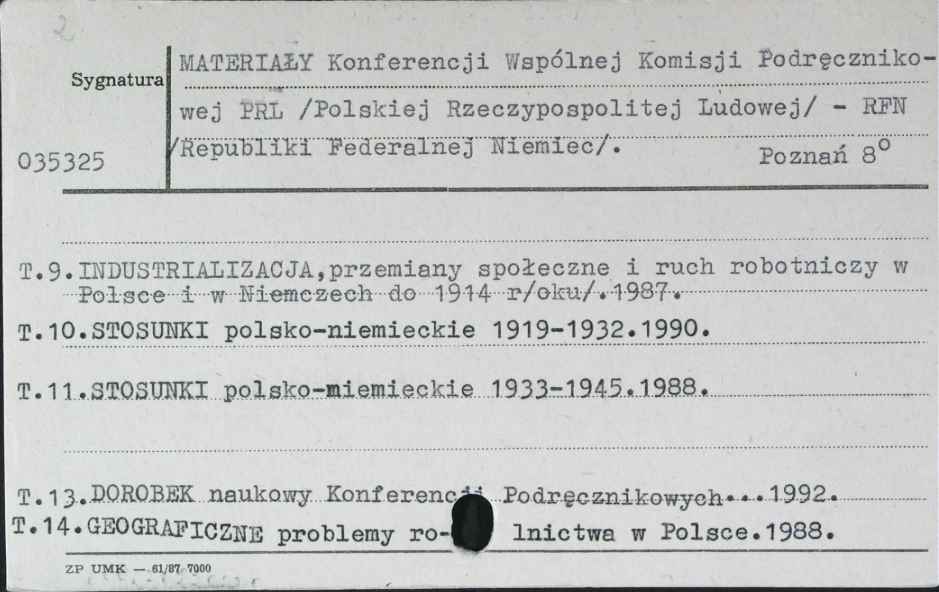 2
MATERIAŁY Konferencji Wspólnej Komisji Podręczniko-
Sygnatura
wej PRL /Polskiej Rzeczypospolitej Ludowej/ - RFN
/Republiki Federalnej Niemiec/.
035325
Poznań 8°
T.9.INDUSTRIALIZACJA,przemiany społeczne i ruch robotniczy w
Polsce i w Niemczech do 1914 r/oku/.1987.
T.10.STOSUNKI polsko-niemieckie 1919-1932.1990.
T.11.STOSUNKI polsko-miemieckie 1933-1945.1988.
T.13.DOROBEK naukowy Konferencji Podręcznikowych...1992.
T.14.GEOGRAFICZNE problemy ro- lnictwa w Polsce.1988.
ZP UMK — 61/87 7000